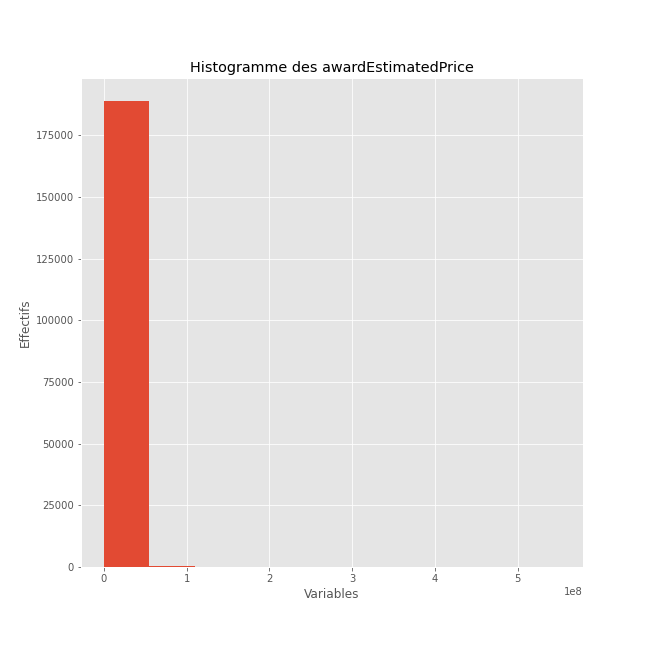 Histogramme des awardEstimatedPrice
175000
150000
125000
100000
75000
50000
25000
0
Effectifs
0 1 2 3 4 5
1e8
Variables